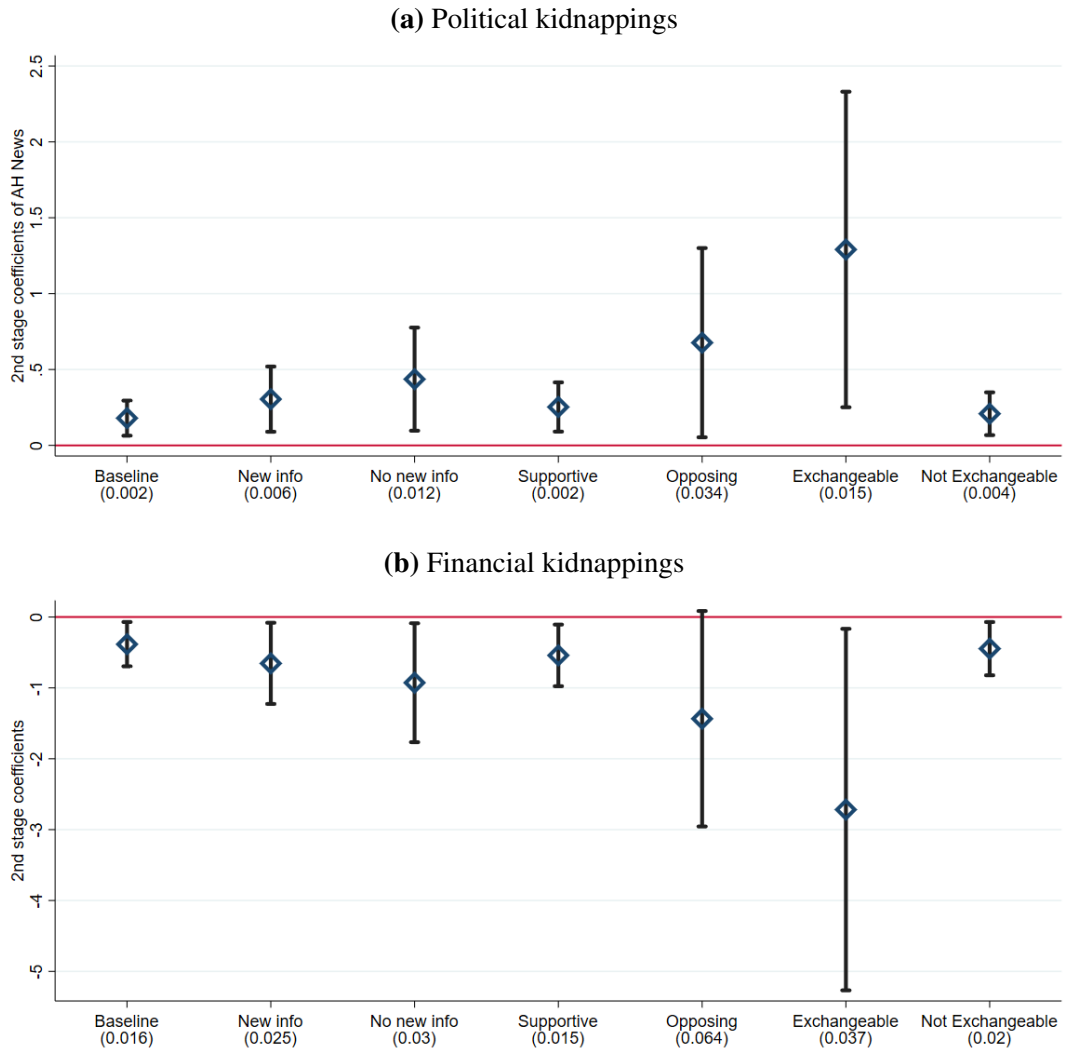 (a) Political kidnappings
2nd stage coefficients of AH News
2.5
2
1.5
1
.5
0
Baseline New info No new info Supportive Opposing Exchangeable Not Exchangeable
(0.002) (0.006) (0.012) (0.002) (0.034) (0.015) (0.004)
(b) Financial kidnappings
2nd stage coefficients
0
-1
-2
-3
-4
-5
Baseline New info No new info Supportive Opposing Exchangeable Not Exchangeable
(0.016) (0.025) (0.03) (0.015) (0.064) (0.037) (0.02)